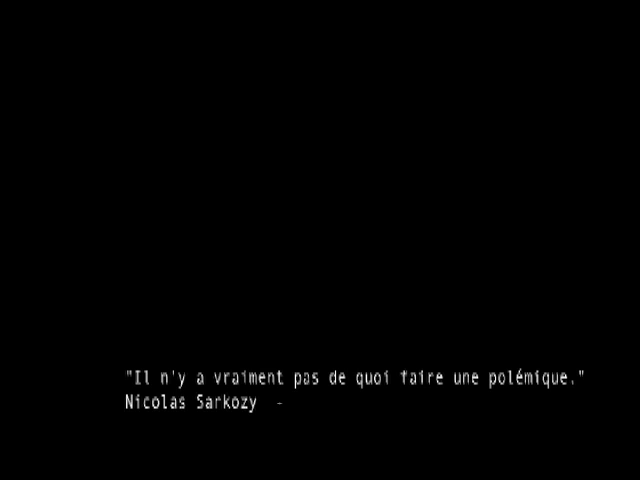 "Il n'y a vraiment pas de quoi faire une polémique."
Nicolas Sarkozy -